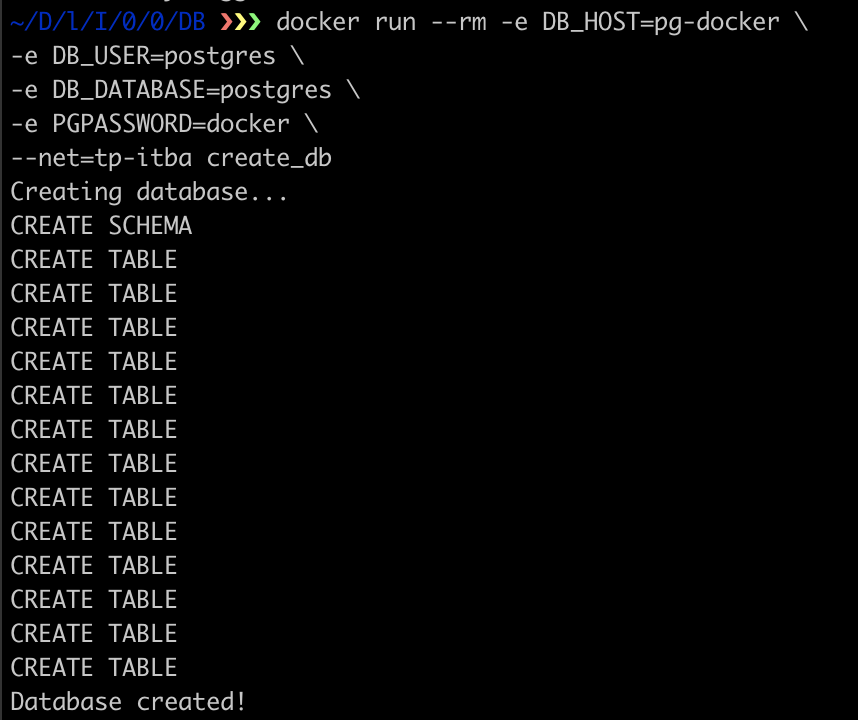 ~/D/l/I/0/0/DB ❯❯❯ docker run --rm -e DB_HOST=pg-docker \
-e DB_USER=postgres \
-e DB_DATABASE=postgres \
-e PGPASSWORD=docker \
--net=tp-itba create_db
Creating database...
CREATE SCHEMA
CREATE TABLE
CREATE TABLE
CREATE TABLE
CREATE TABLE
CREATE TABLE
CREATE TABLE
CREATE TABLE
CREATE TABLE
CREATE TABLE
CREATE TABLE
CREATE TABLE
CREATE TABLE
CREATE TABLE
Database created!